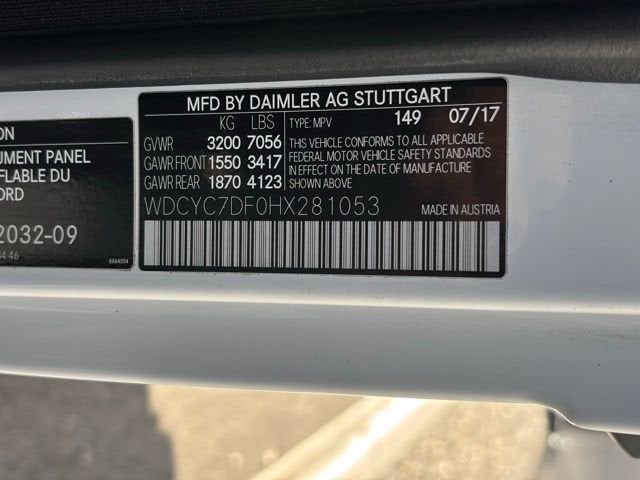 MFD BY DAIMLER AG STUTTGART
KG LBS
GVWR 3200 7056
GAWR FRONT 1550 3417
GAWR REAR 1870 4123
TYPE: MPV 149 07/17
THIS VEHICLE CONFORMS TO ALL APPLICABLE
FEDERAL MOTOR VEHICLE SAFETY STANDARDS
IN EFFECT ON THE DATE OF MANUFACTURE
SHOWN ABOVE
WDCYC7DF0HX281053 MADE IN AUSTRIA
ON
UMENT PANEL
FLABLE DU
ORD
2032-09
4 46
6664054